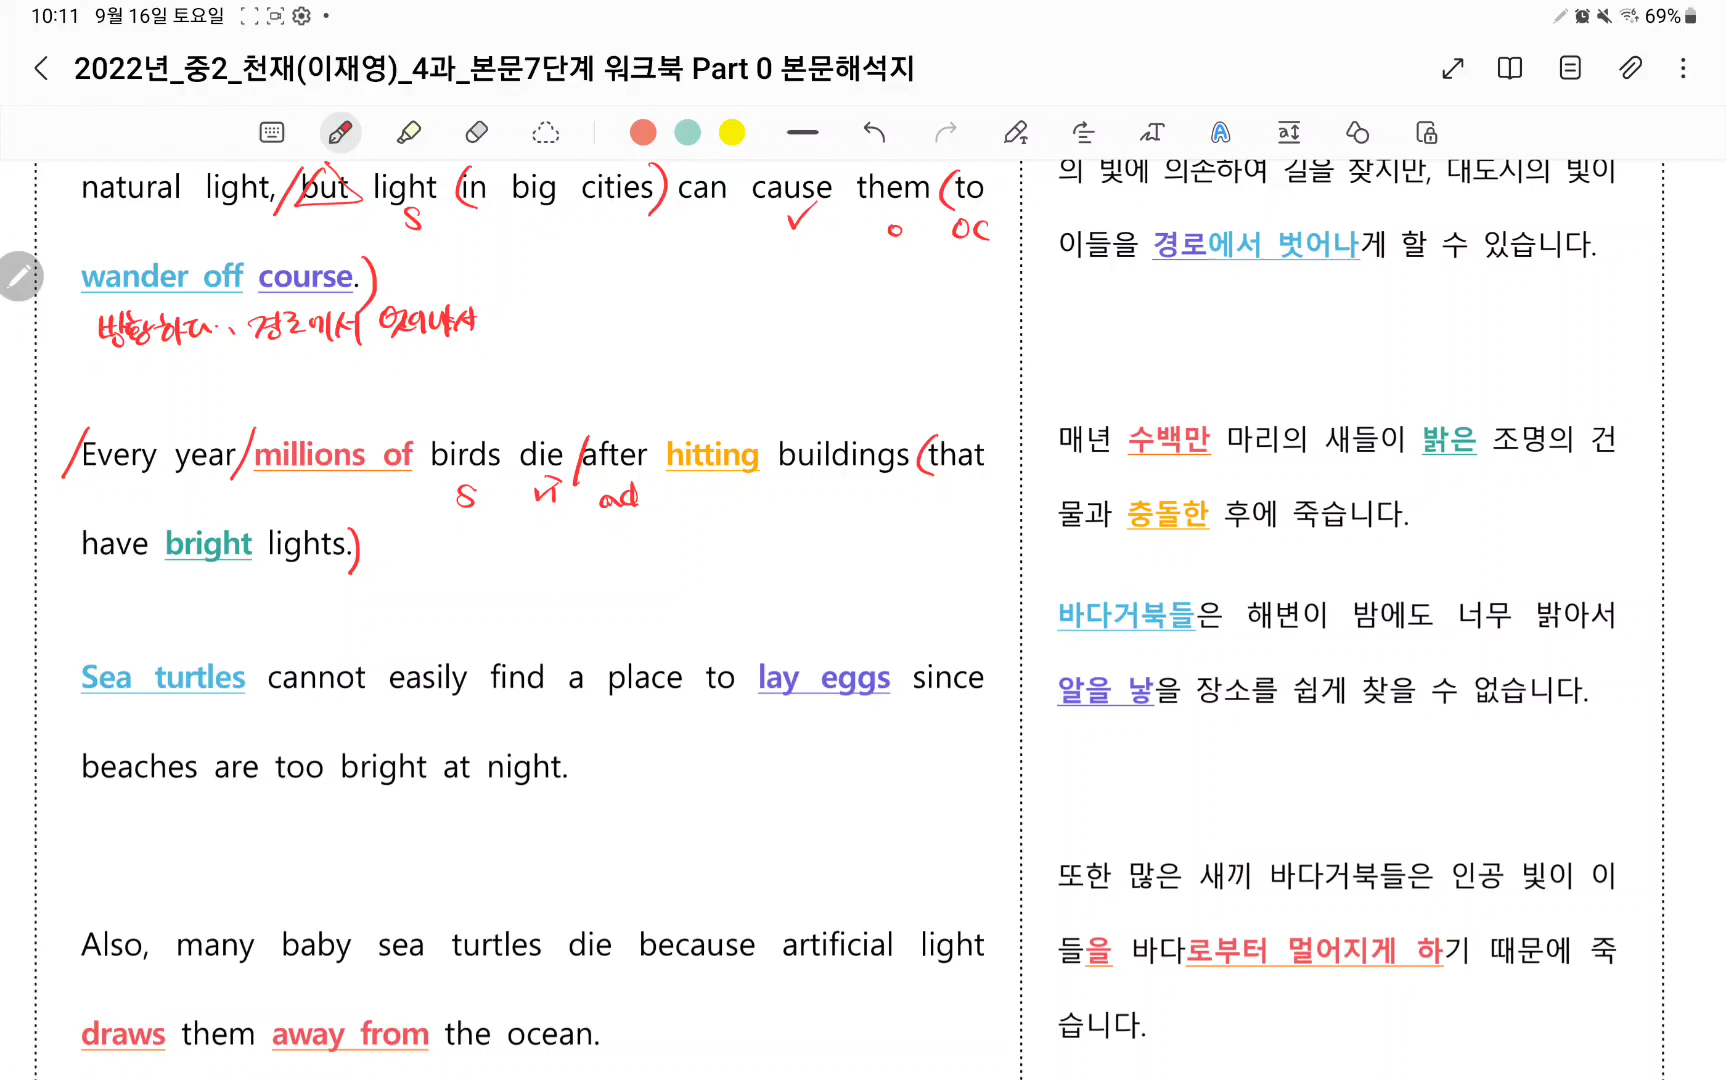 10:11 9월 16일 토요일
69%
2022년_중2_천재(이재영)_4과_본문7단계 워크북 Part 0 본문해석지
natural light, but light (in big cities) can cause them (to
S V O OC
wander off course.)
방황하다.. 경로에서 벗어나서
Every year millions of birds die after hitting buildings (that
S
have bright lights.)
Sea turtles cannot easily find a place to lay eggs since
beaches are too bright at night.
Also, many baby sea turtles die because artificial light
draws them away from the ocean.
의 빛에 의존하여 길을 찾지만, 대도시의 빛이
이들을 경로에서 벗어나게 할 수 있습니다.
매년 수백만 마리의 새들이 밝은 조명의 건
물과 충돌한 후에 죽습니다.
바다거북들은 해변이 밤에도 너무 밝아서
알을 낳을 장소를 쉽게 찾을 수 없습니다.
또한 많은 새끼 바다거북들은 인공 빛이 이
들을 바다로부터 멀어지게 하기 때문에 죽
습니다.